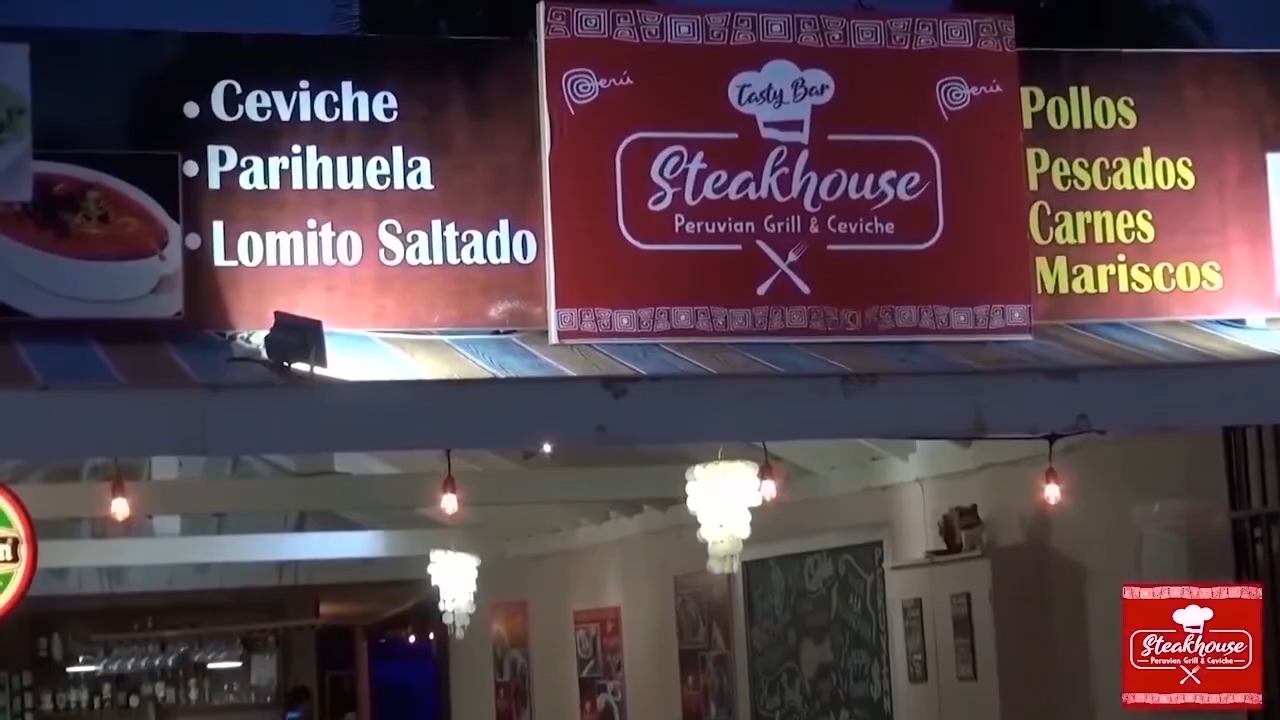 • Ceviche
• Parihuela
• Lomito Saltado
Perú
Perú
Tasty Bar
Steakhouse
Peruvian Grill & Ceviche
Pollos
Pescados
Carnes
Mariscos
Steakhouse
Peruvian Grill & Ceviche